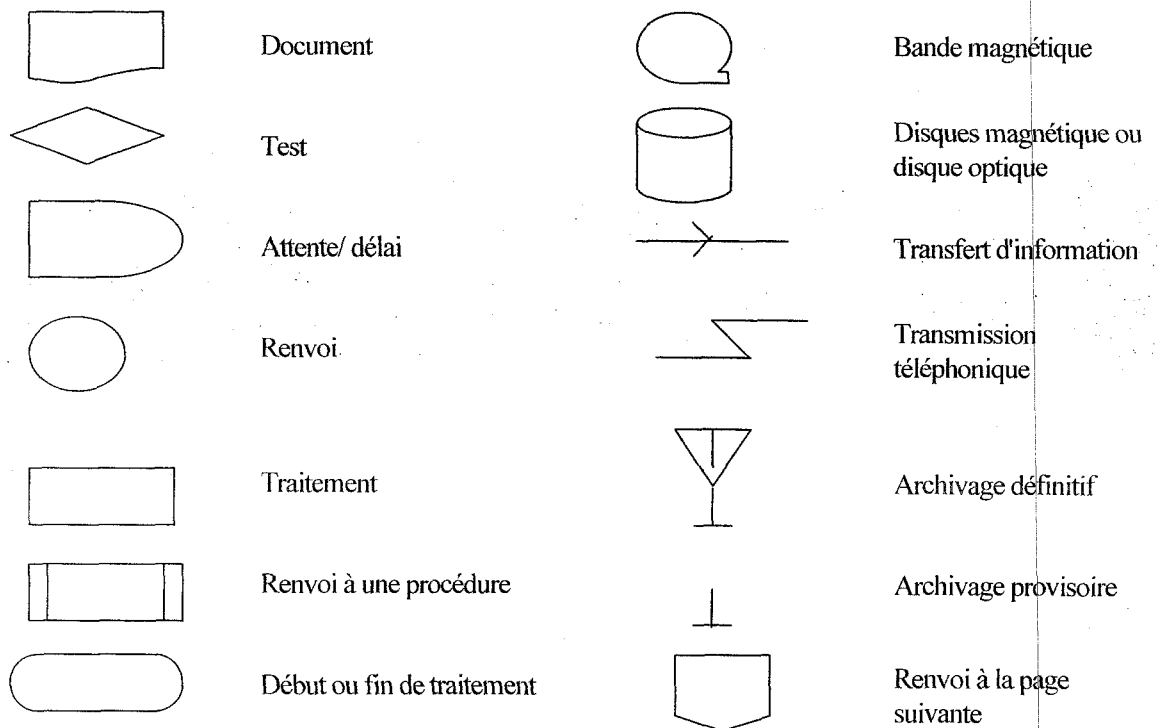 Document
Test
Attente/ délai
Renvoi
Traitement
Renvoi à une procédure
Début ou fin de traitement
Bande magnétique
Disques magnétique ou
disque optique
Transfert d'information
Transmission
téléphonique
Archivage définitif
Archivage provisoire
Renvoi à la page
suivante